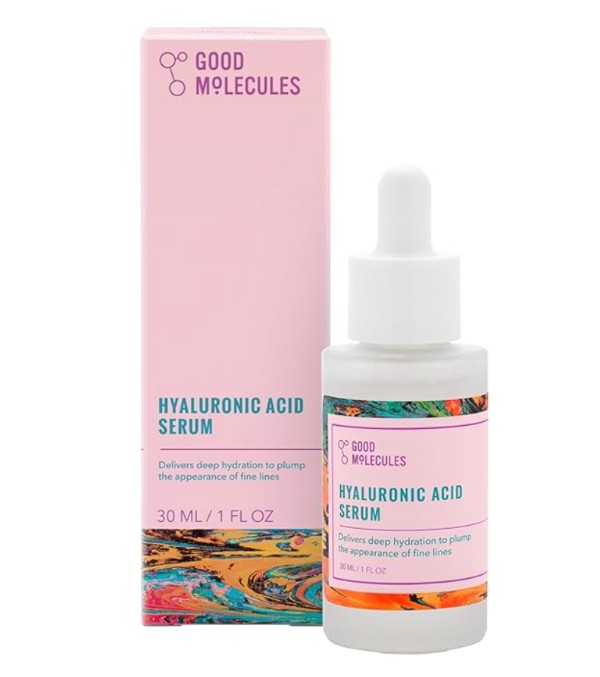 GOOD
MOLECULES
HYALURONIC ACID
SERUM
Delivers deep hydration to plump
the appearance of fine lines
30 ML / 1 FL OZ
GOOD
MOLECULES
HYALURONIC ACID
SERUM
Delivers deep hydration to plump
the appearance of fine lines
30 ML / 1 FL OZ